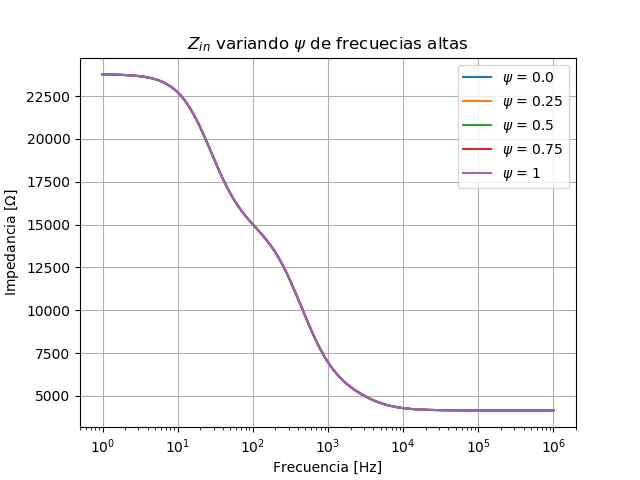 Z_in variando ψ de frecuecias altas
ψ = 0.0
ψ = 0.25
ψ = 0.5
ψ = 0.75
ψ = 1
Impedancia [Ω]
22500
20000
17500
15000
12500
10000
7500
5000
10^0 10^1 10^2 10^3 10^4 10^5 10^6
Frecuencia [Hz]